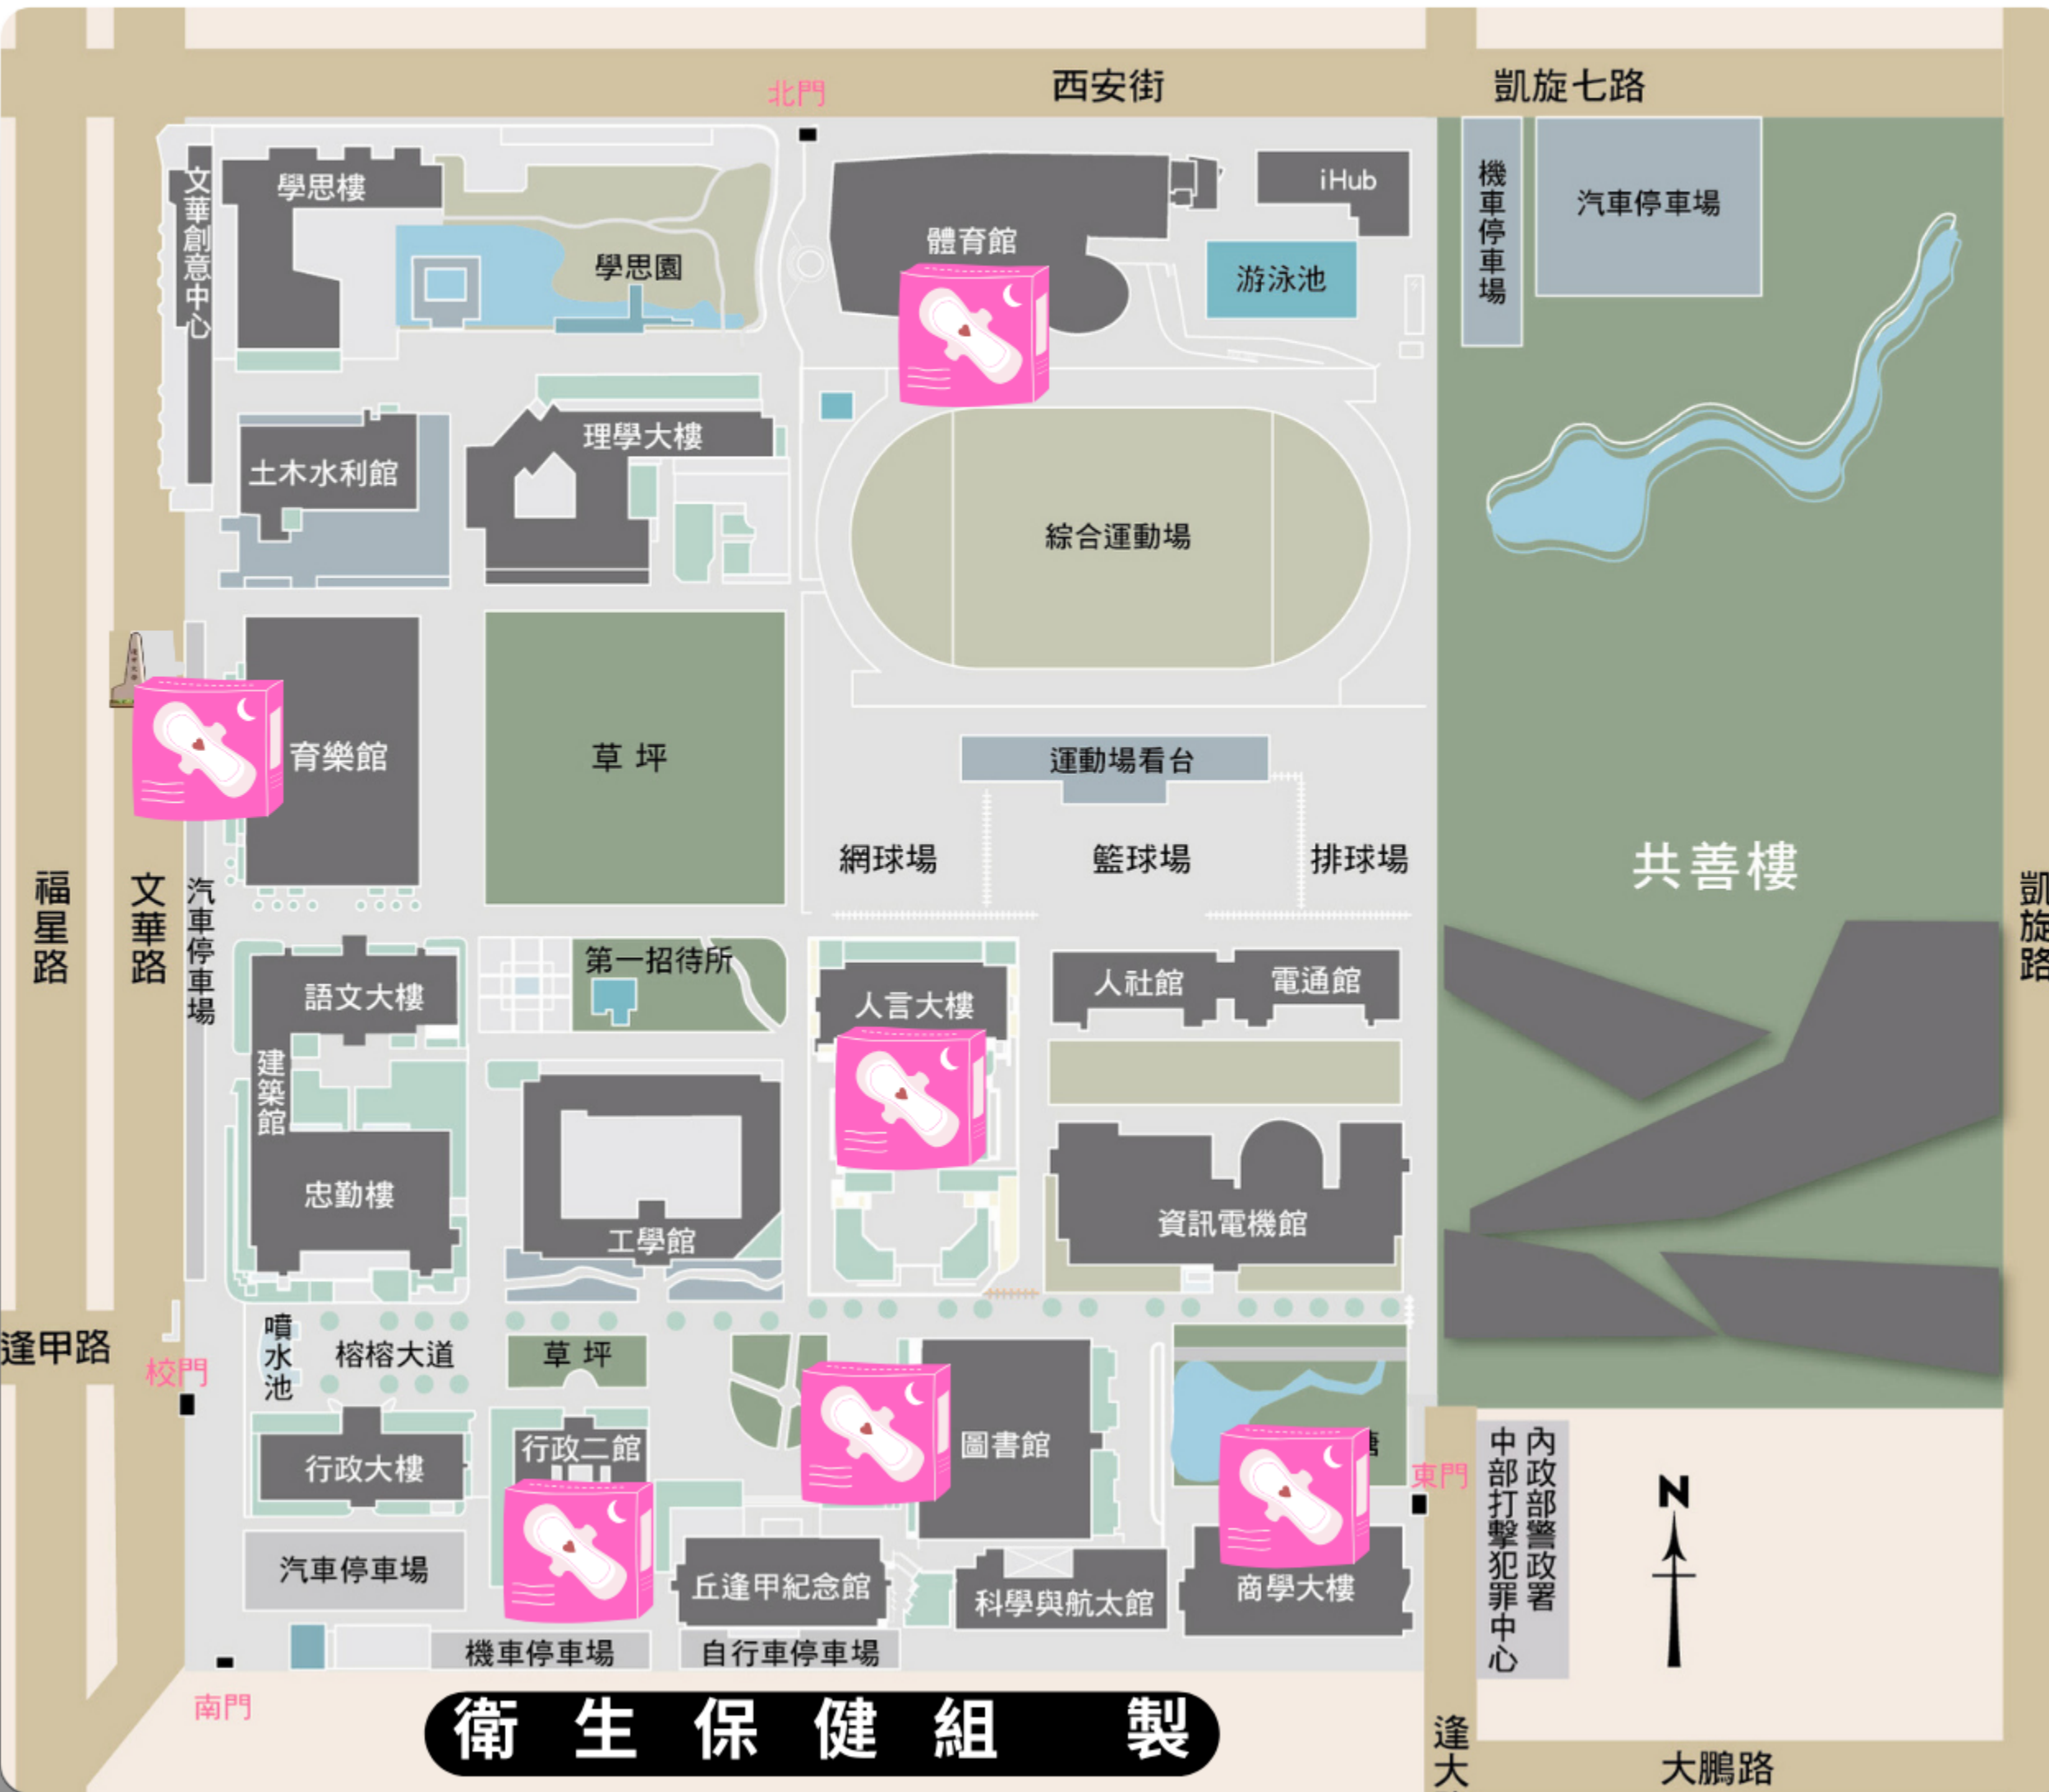 西安街
凱旋七路
北門
文華創意中心
學思樓
學思園
體育館
iHub
游泳池
機車停車場
汽車停車場
土木水利館
理學大樓
綜合運動場
育樂館
草坪
運動場看台
網球場
籃球場
排球場
共善樓
福星路
文華路
汽車停車場
凱旋路
語文大樓
第一招待所
人言大樓
人社館
電通館
建築館
忠勤樓
工學館
資訊電機館
逢甲路
校門
噴水池
榕榕大道
草坪
行政大樓
行政二館
圖書館
東門
內政部警政署
中部打擊犯罪中心
N
汽車停車場
丘逢甲紀念館
科學與航太館
商學大樓
機車停車場
自行車停車場
南門
衛生保健組 製
逢大
大鵬路